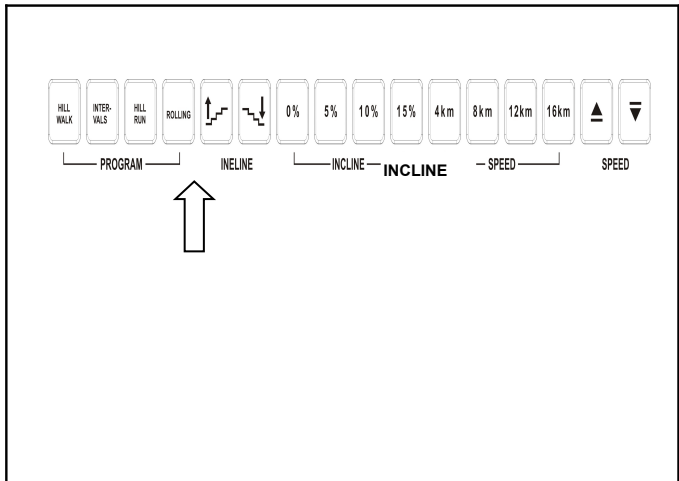 HILL WALK INTER-VALS HILL RUN ROLLING 0% 5% 10% 15% 4km 8km 12km 16km
PROGRAM INELINE INCLINE INCLINE SPEED SPEED